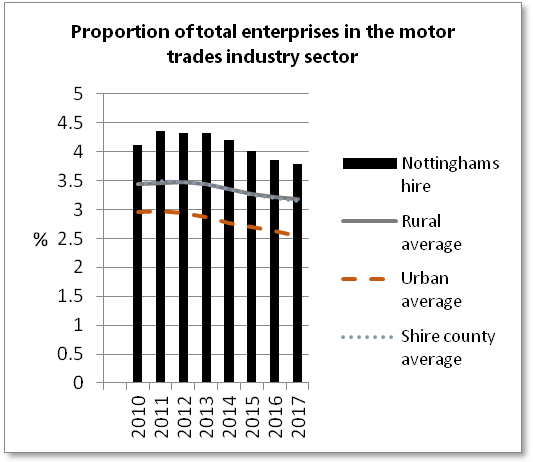 Proportion of total enterprises in the motor
trades industry sector
5
4.5
4
3.5
3
2.5
2
1.5
1
0.5
0
%
2010
2011
2012
2013
2014
2015
2016
2017
Nottinghams
hire
Rural
average
Urban
average
Shire county
average